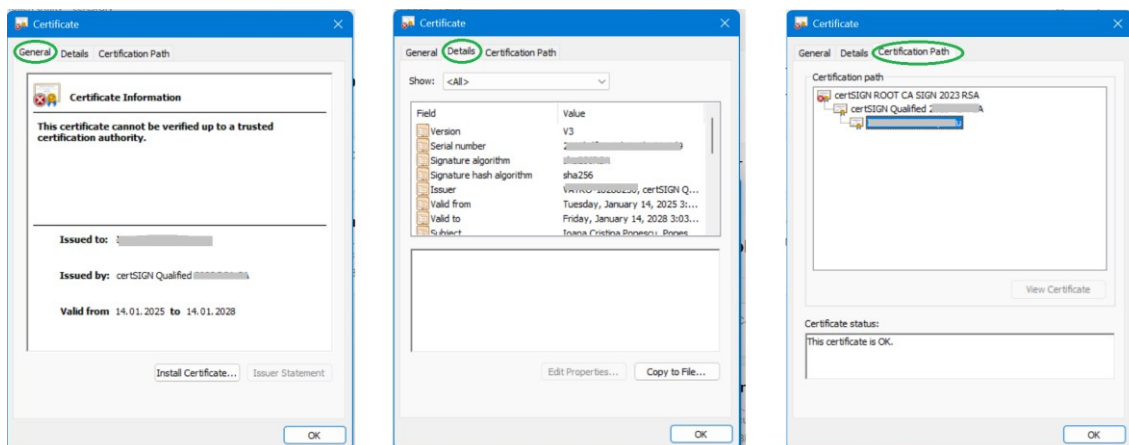 Certificate
General Details Certification Path
Certificate Information
This certificate cannot be verified up to a trusted
certification authority.
Issued to:
Issued by: certSIGN Qualified
Valid from 14.01.2025 to 14.01.2028
Install Certificate... Issuer Statement
OK
Certificate
General Details Certification Path
Show: <All>
Field Value
Version V3
Serial number
Signature algorithm
Signature hash algorithm sha256
Issuer certSIGN Q...
Valid from Tuesday, January 14, 2025 3:...
Valid to Friday, January 14, 2028 3:03...
Subject Ioana Cristina Popescu, Popes
Edit Properties... Copy to File...
OK
Certificate
General Details Certification Path
Certification path
certSIGN ROOT CA SIGN 2023 RSA
certSIGN Qualified
View Certificate
Certificate status:
This certificate is OK.
OK